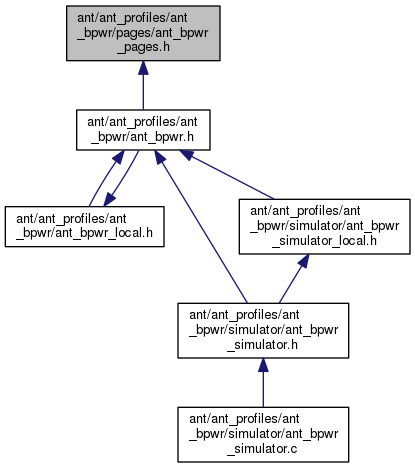 ant/ant_profiles/ant
_bpwr/pages/ant_bpwr
_pages.h
ant/ant_profiles/ant
_bpwr/ant_bpwr.h
ant/ant_profiles/ant
_bpwr/ant_bpwr_local.h
ant/ant_profiles/ant
_bpwr/simulator/ant_bpwr
_simulator_local.h
ant/ant_profiles/ant
_bpwr/simulator/ant_bpwr
_simulator.h
ant/ant_profiles/ant
_bpwr/simulator/ant_bpwr
_simulator.c